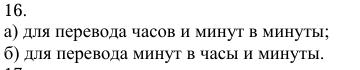 16.
а) для перевода часов и минут в минуты;
б) для перевода минут в часы и минуты.